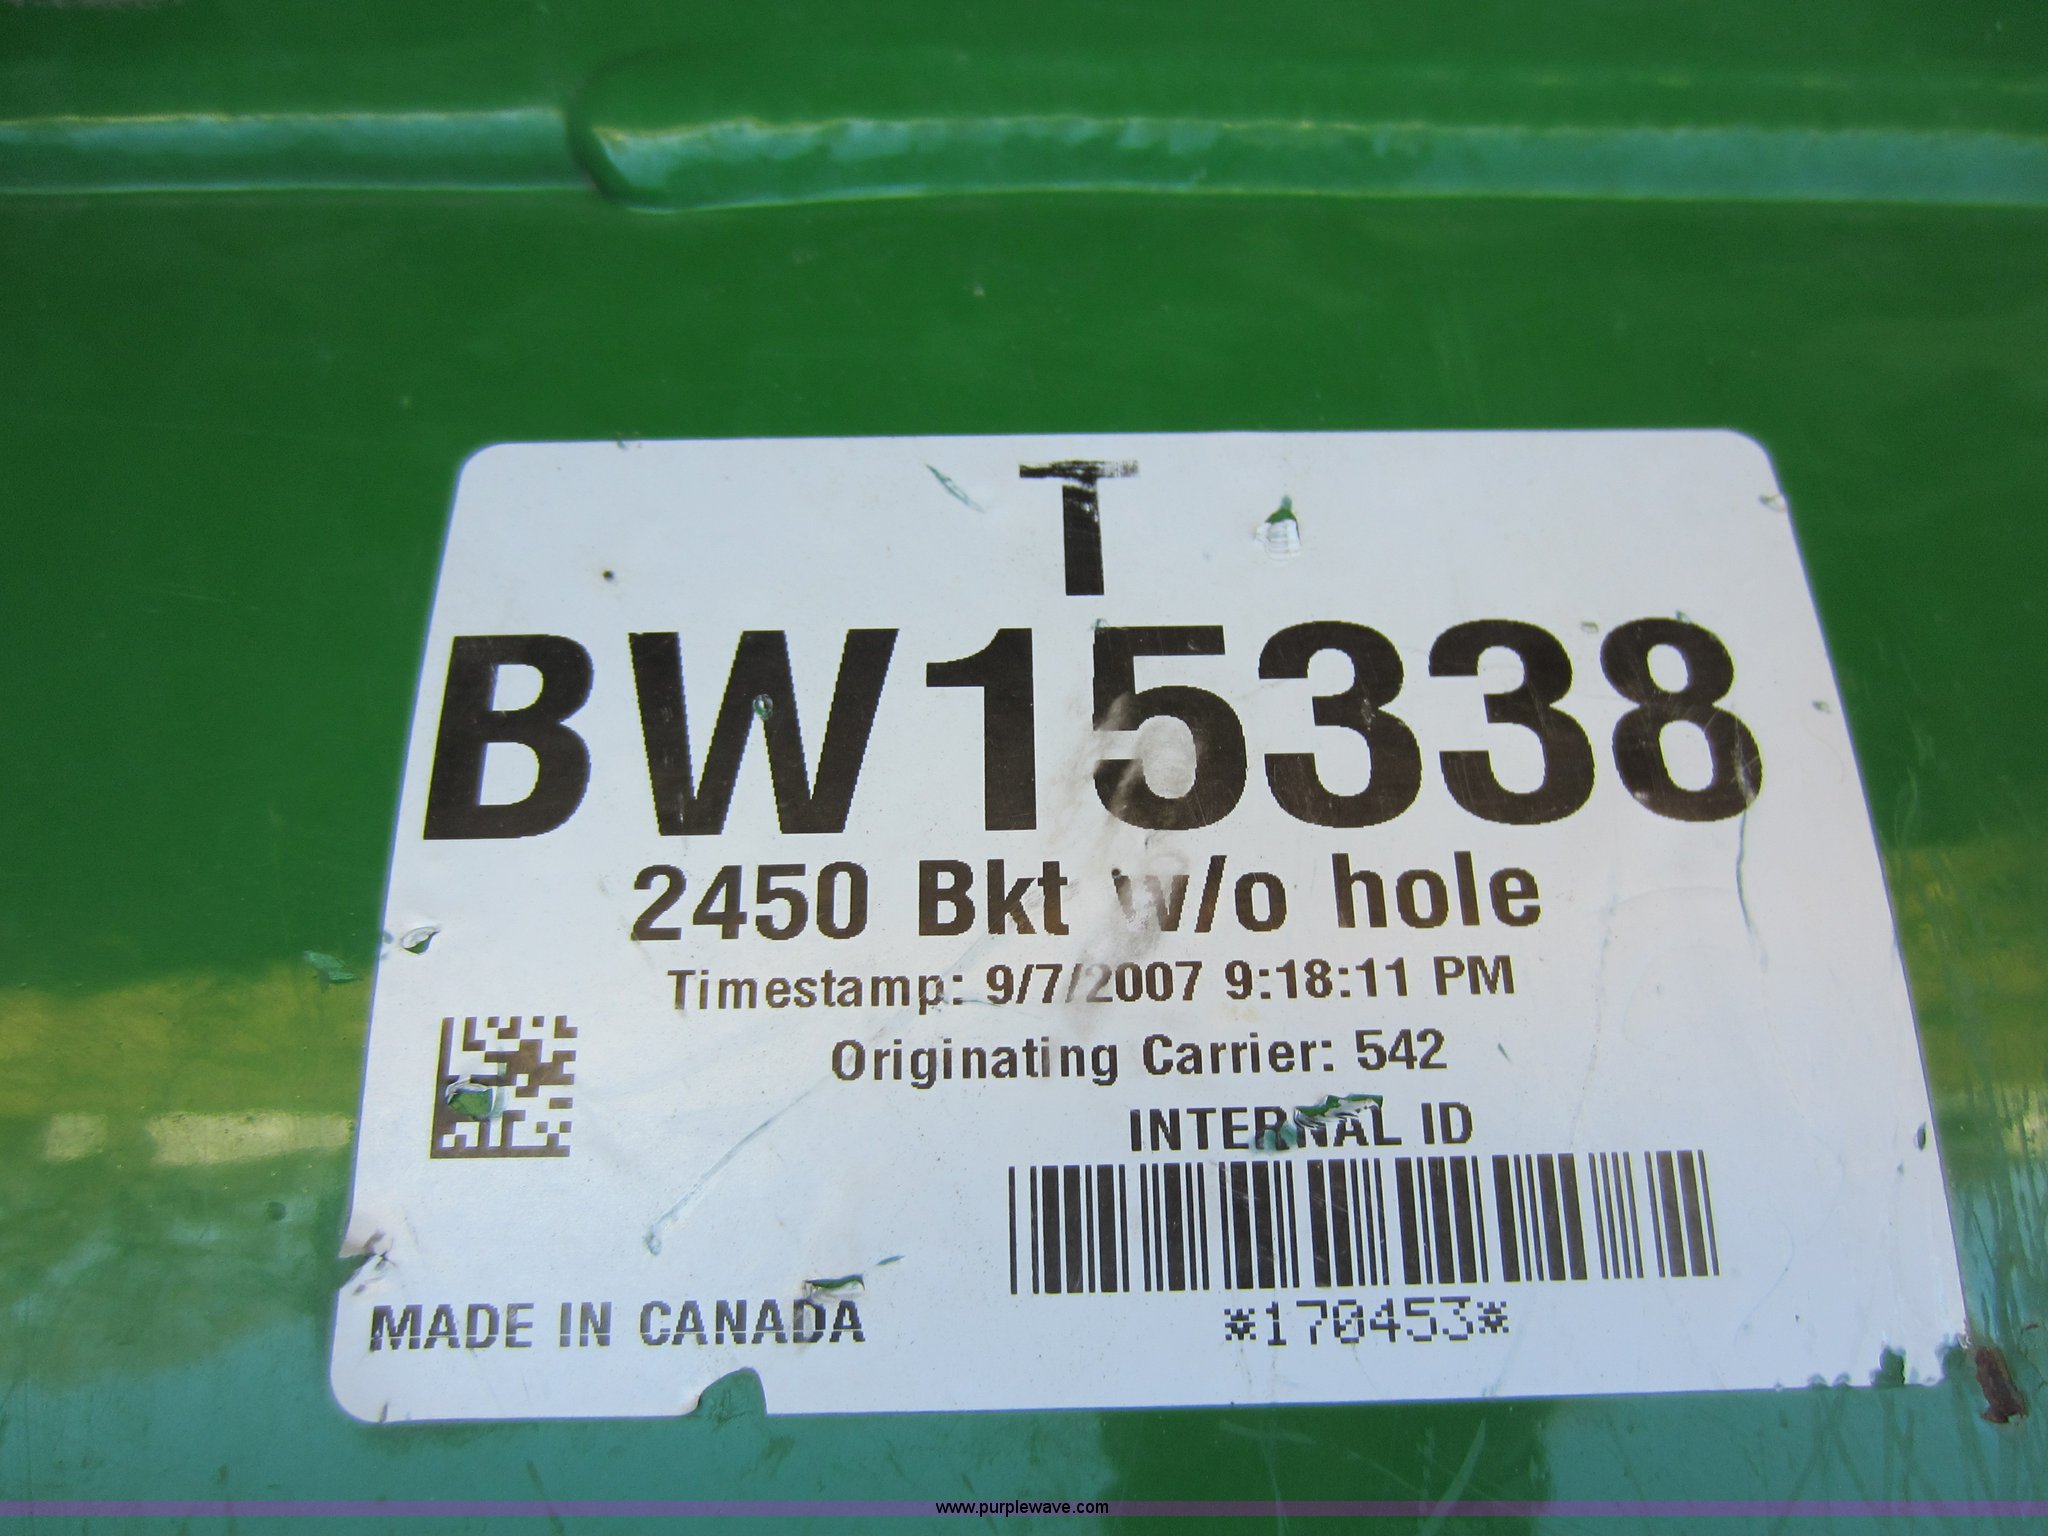 T
BW15338
2450 Bkt w/o hole
Timestamp: 9/7/2007 9:18:11 PM
Originating Carrier: 542
INTERNAL ID
*170453*
MADE IN CANADA
www.purplewave.com